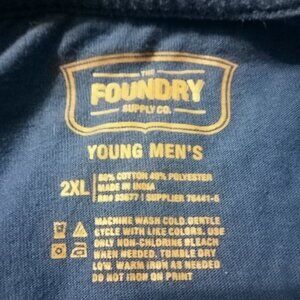 THE
FOUNDRY
SUPPLY CO.
YOUNG MEN'S
2XL
60% COTTON 40% POLYESTER
MADE IN INDIA
RN# 93677 | SUPPLIER 76441-6
MACHINE WASH COLD. GENTLE
CYCLE WITH LIKE COLORS. USE
ONLY NON-CHLORINE BLEACH
WHEN NEEDED. TUMBLE DRY
LOW. WARM IRON AS NEEDED
DO NOT IRON ON PRINT